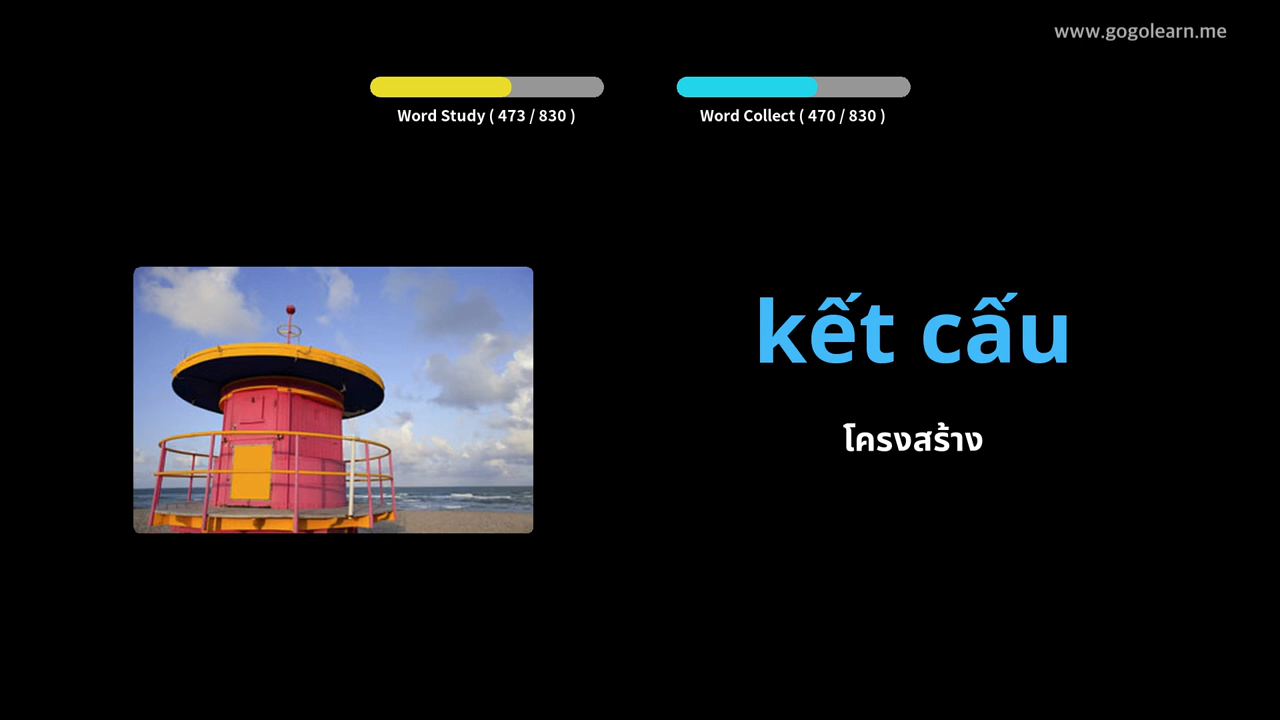 www.gogolearn.me
Word Study ( 473 / 830 )
Word Collect ( 470 / 830 )
kết cấu
โครงสร้าง